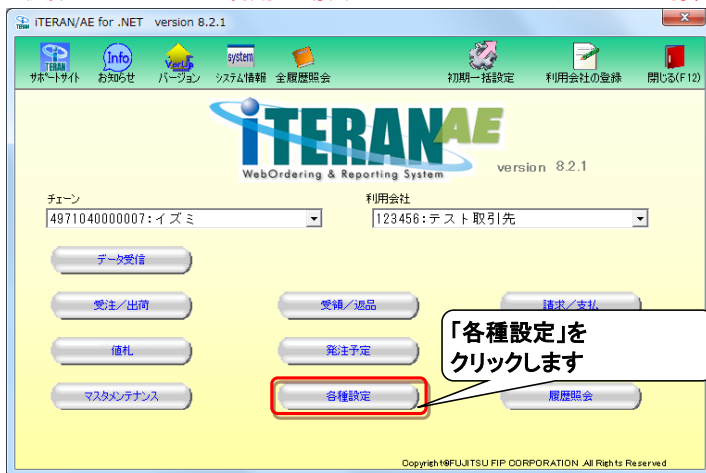 iTERAN/AE for .NET version 8.2.1
サポートサイト お知らせ バージョン システム情報 全履歴照会 初期一括設定 利用会社の登録 閉じる(F12)
TERAN Info VerUp system
iTERAN AE
WebOrdering & Reporting System version 8.2.1
チェーン 利用会社
4971040000007:イズミ 123456:テスト取引先
データ受信
受注/出荷 受領/返品 請求/支払
「各種設定」を
クリックします
値札 発注予定
マスタメンテナンス 各種設定 履歴照会
Copyright©FUJITSU FIP CORPORATION .All Rights Reserved